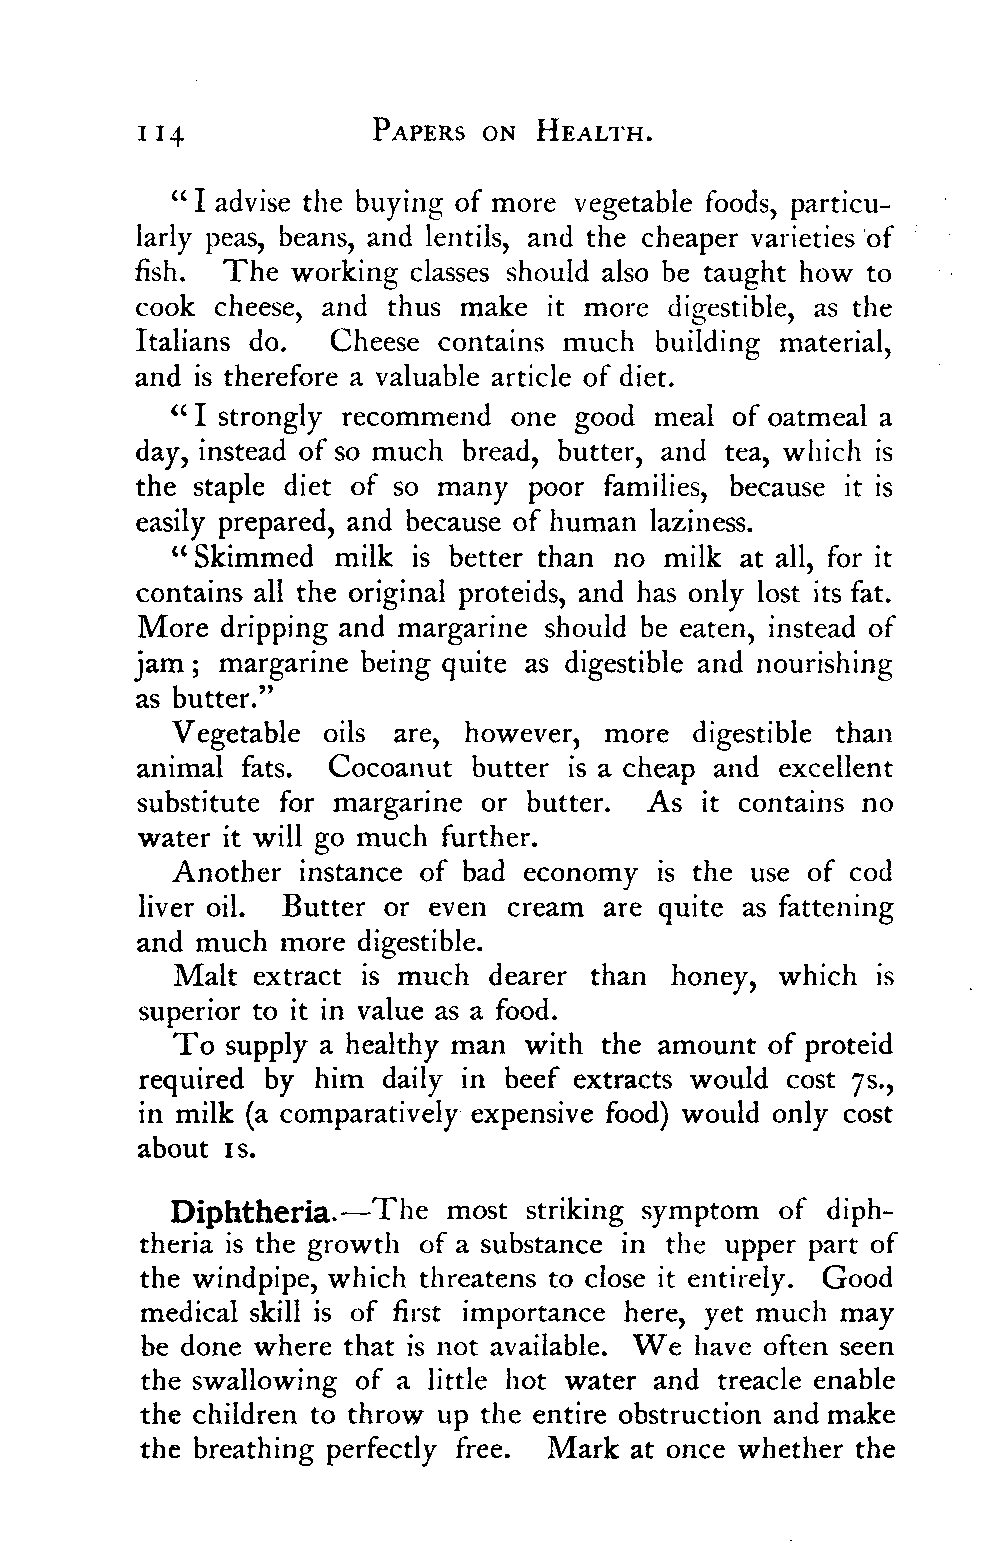 114 PAPERS ON HEALTH.
“ I advise the buying of more vegetable foods, particu-
larly peas, beans, and lentils, and the cheaper varieties of
fish. The working classes should also be taught how to
cook cheese, and thus make it more digestible, as the
Italians do. Cheese contains much building material,
and is therefore a valuable article of diet.
“ I strongly recommend one good meal of oatmeal a
day, instead of so much bread, butter, and tea, which is
the staple diet of so many poor families, because it is
easily prepared, and because of human laziness.
“ Skimmed milk is better than no milk at all, for it
contains all the original proteids, and has only lost its fat.
More dripping and margarine should be eaten, instead of
jam ; margarine being quite as digestible and nourishing
as butter.”
Vegetable oils are, however, more digestible than
animal fats. Cocoanut butter is a cheap and excellent
substitute for margarine or butter. As it contains no
water it will go much further.
Another instance of bad economy is the use of cod
liver oil. Butter or even cream are quite as fattening
and much more digestible.
Malt extract is much dearer than honey, which is
superior to it in value as a food.
To supply a healthy man with the amount of proteid
required by him daily in beef extracts would cost 7s.,
in milk (a comparatively expensive food) would only cost
about 1s.
Diphtheria.—The most striking symptom of diph-
theria is the growth of a substance in the upper part of
the windpipe, which threatens to close it entirely. Good
medical skill is of first importance here, yet much may
be done where that is not available. We have often seen
the swallowing of a little hot water and treacle enable
the children to throw up the entire obstruction and make
the breathing perfectly free. Mark at once whether the